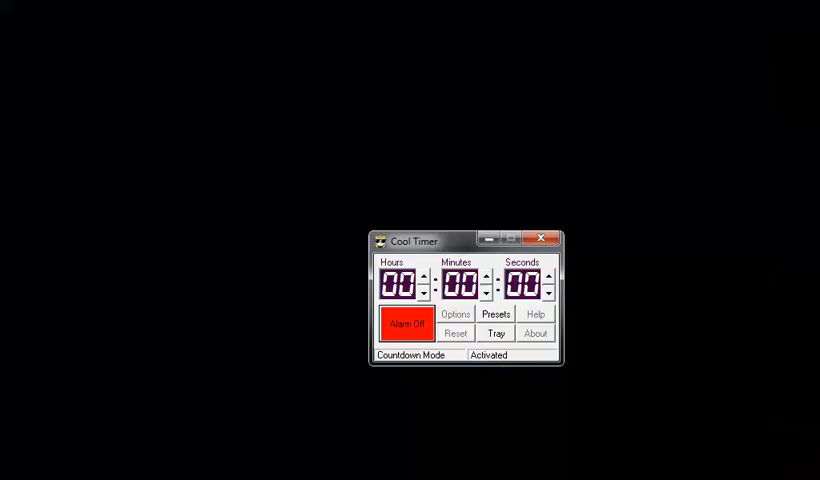 Cool Timer
Hours Minutes Seconds
00 : 00 : 00
Alarm Off Options Presets Help
Reset Tray About
Countdown Mode Activated